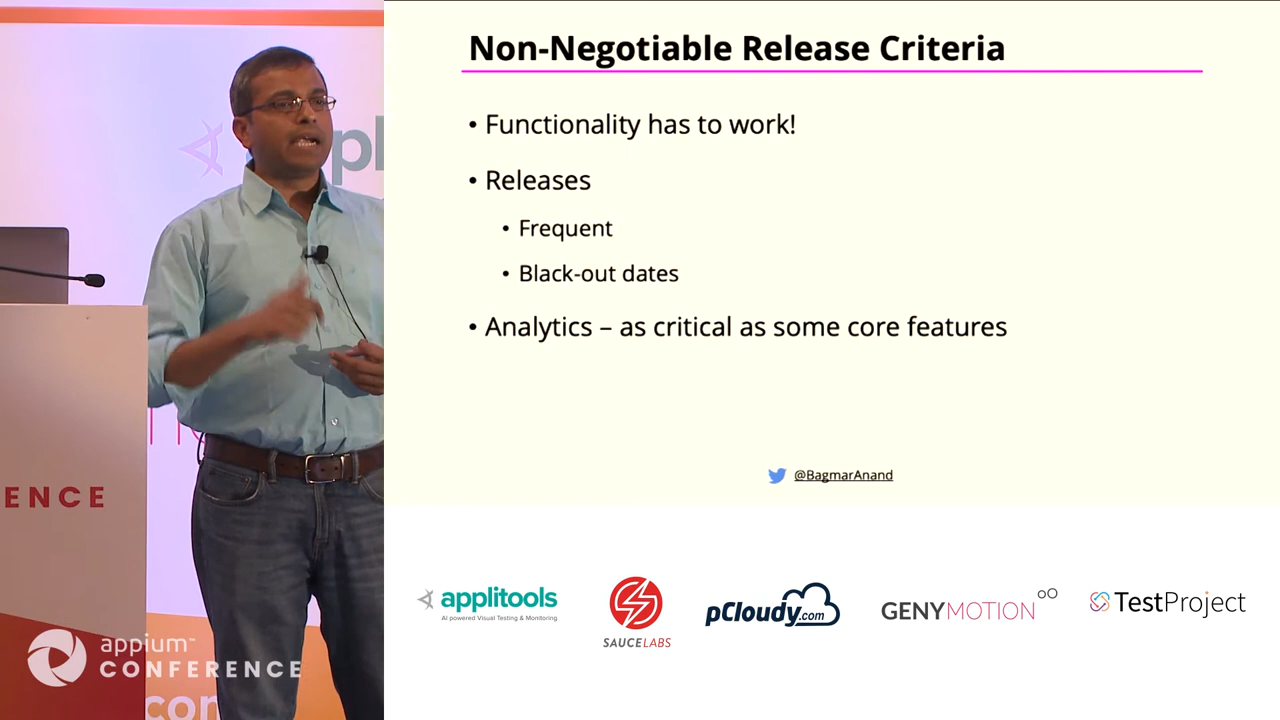 Non-Negotiable Release Criteria
• Functionality has to work!
• Releases
• Frequent
• Black-out dates
• Analytics – as critical as some core features
@BagmarAnand
applitools
AI powered Visual Testing & Monitoring
SAUCELABS
pCloudy.com
GENYMOTION
TestProject
ENCE
appium™
CONFERENCE